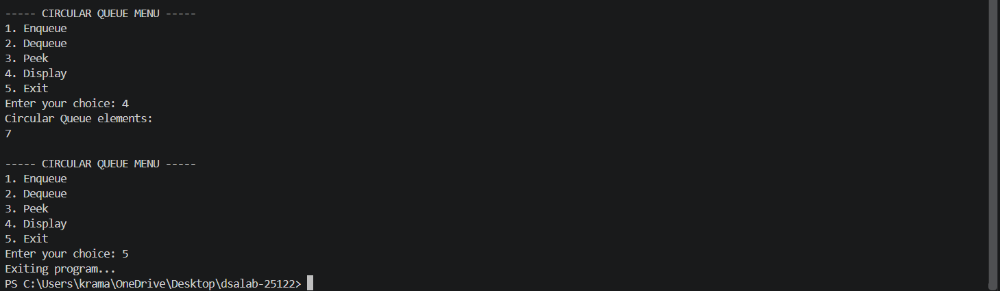 ----- CIRCULAR QUEUE MENU -----
1. Enqueue
2. Dequeue
3. Peek
4. Display
5. Exit
Enter your choice: 4
Circular Queue elements:
7
----- CIRCULAR QUEUE MENU -----
1. Enqueue
2. Dequeue
3. Peek
4. Display
5. Exit
Enter your choice: 5
Exiting program...
PS C:\Users\krama\OneDrive\Desktop\dsalab-25122>